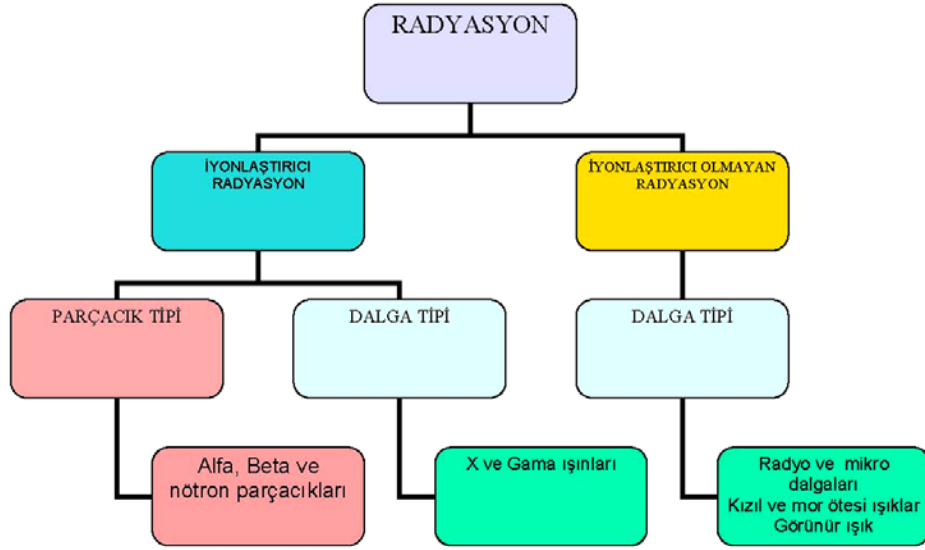 RADYASYON
İYONLAŞTIRICI
RADYASYON
İYONLAŞTIRICI OLMAYAN
RADYASYON
PARÇACIK TİPİ
DALGA TİPİ
DALGA TİPİ
Alfa, Beta ve
nötron parçacıkları
X ve Gama ışınları
Radyo ve mikro
dalgaları
Kızıl ve mor ötesi ışıklar
Görünür ışık